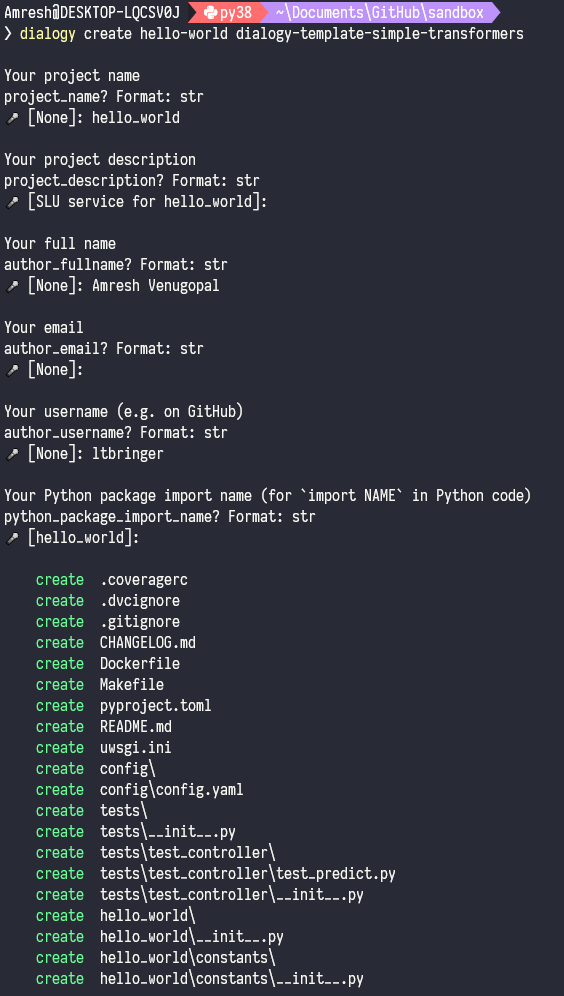 Amresh@DESKTOP-LQCSV0J py38 ~\Documents\GitHub\sandbox
❯ dialogy create hello-world dialogy-template-simple-transformers
Your project name
project_name? Format: str
🎤 [None]: hello_world
Your project description
project_description? Format: str
🎤 [SLU service for hello_world]:
Your full name
author_fullname? Format: str
🎤 [None]: Amresh Venugopal
Your email
author_email? Format: str
🎤 [None]:
Your username (e.g. on GitHub)
author_username? Format: str
🎤 [None]: ltbringer
Your Python package import name (for `import NAME` in Python code)
python_package_import_name? Format: str
🎤 [hello_world]:
create .coveragerc
create .dvcignore
create .gitignore
create CHANGELOG.md
create Dockerfile
create Makefile
create pyproject.toml
create README.md
create uwsgi.ini
create config\
create config\config.yaml
create tests\
create tests\__init__.py
create tests\test_controller\
create tests\test_controller\test_predict.py
create tests\test_controller\__init__.py
create hello_world\
create hello_world\__init__.py
create hello_world\constants\
create hello_world\constants\__init__.py